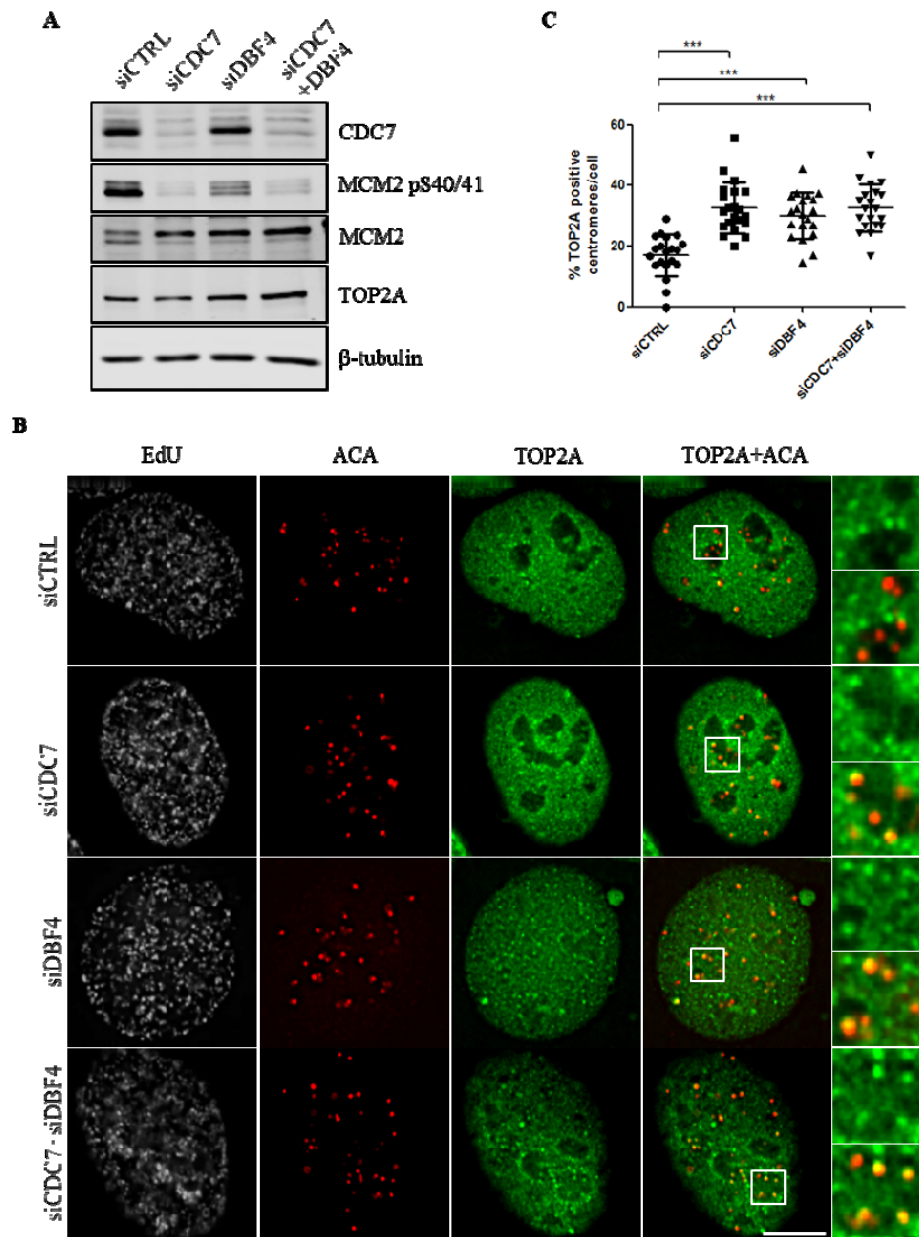 A
siCTRL
siCDC7
siDBF4
siCDC7
+DBF4
CDC7
MCM2 pS40/41
MCM2
TOP2A
β-tubulin
C
***
***
***
% TOP2A positive
centromeres/cell
60
40
20
0
siCTRL
siCDC7
siDBF4
siCDC7+siDBF4
B
EdU
ACA
TOP2A
TOP2A+ACA
siCTRL
siCDC7
siDBF4
siCDC7 - siDBF4